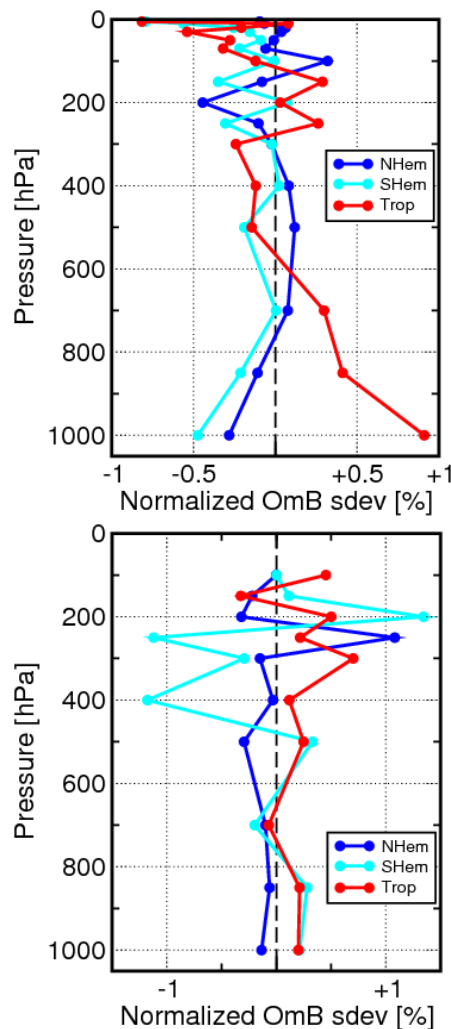 0
200
400
600
800
1000
Pressure [hPa]
NHem
SHem
Trop
-1
-0.5
+0.5
+1
Normalized OmB sdev [%]
0
200
400
600
800
1000
Pressure [hPa]
NHem
SHem
Trop
-1
+1
Normalized OmB sdev [%]